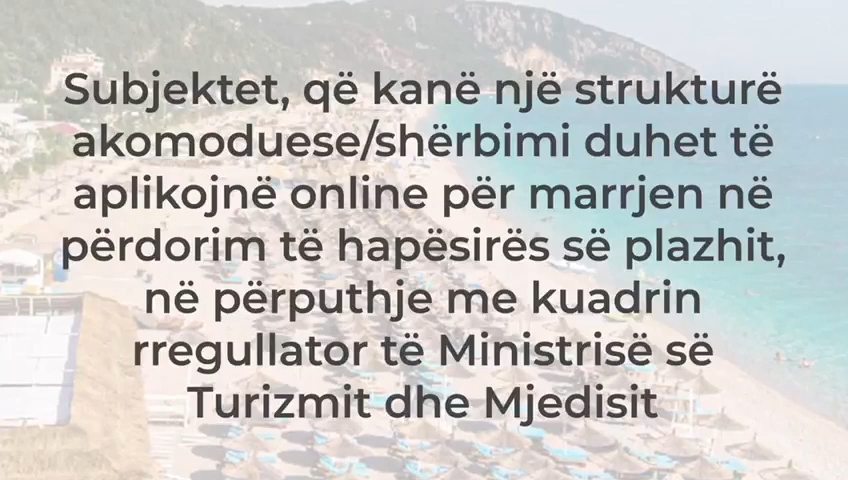 Subjektet, që kanë një strukturë
akomoduese/shërbimi duhet të
aplikojnë online për marrjen në
përdorim të hapësirës së plazhit,
në përputhje me kuadrin
rregullator të Ministrisë së
Turizmit dhe Mjedisit